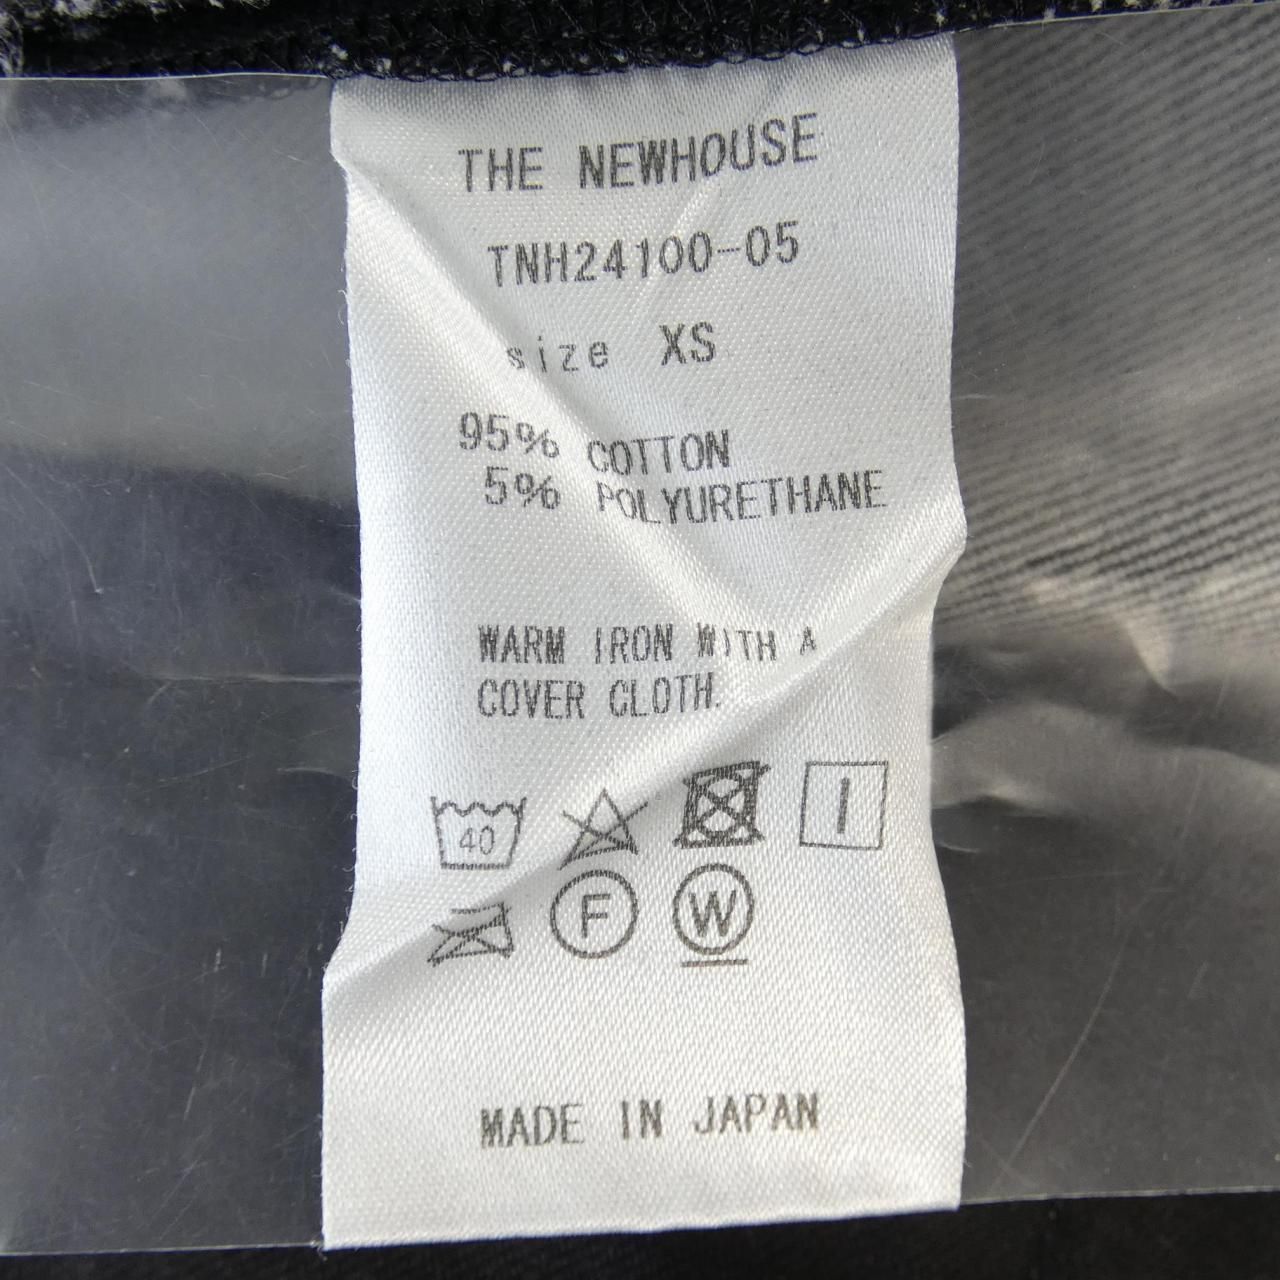 THE NEWHOUSE
TNH24100-05
size XS
95% COTTON
5% POLYURETHANE
WARM IRON WITH A
COVER CLOTH.
40
F W
MADE IN JAPAN